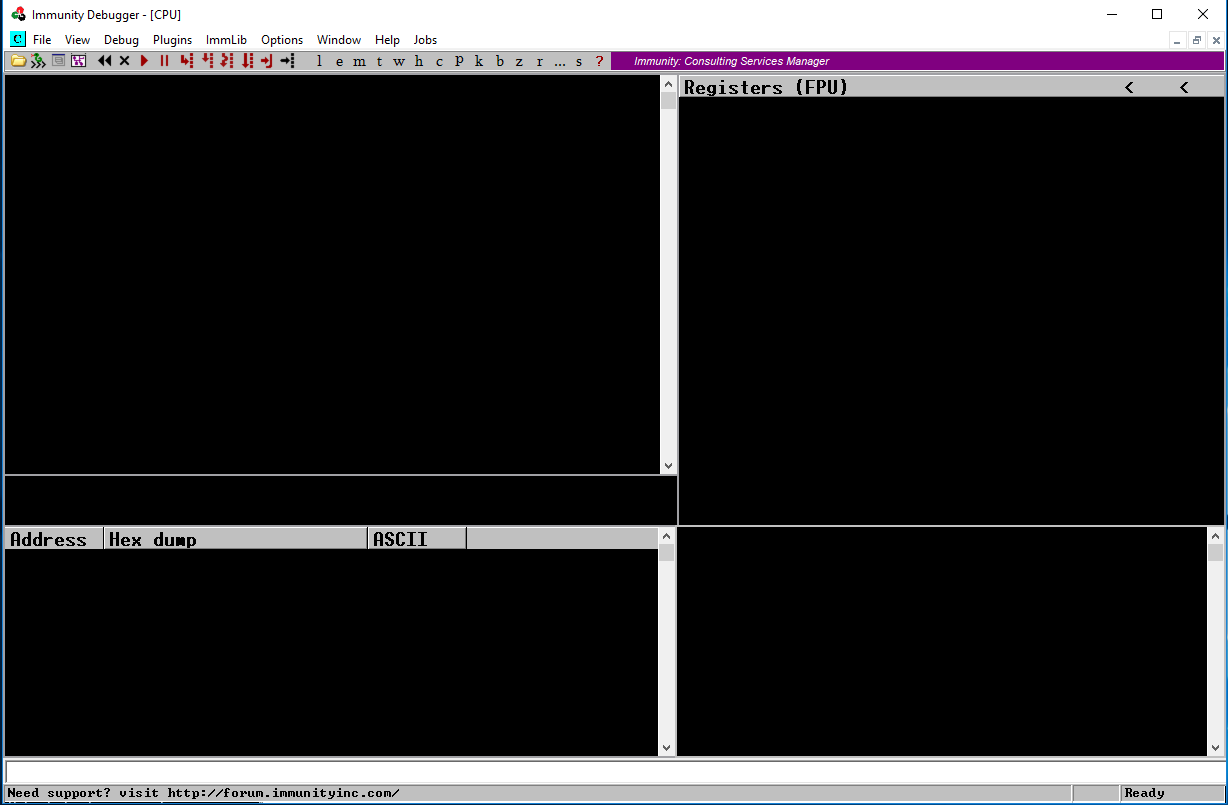 Immunity Debugger - [CPU]
C File View Debug Plugins ImmLib Options Window Help Jobs
l e m t w h c P k b z r ... s ? Immunity: Consulting Services Manager
Registers (FPU) < <
Address Hex dump ASCII
Need support? visit http://forum.immunityinc.com/ Ready